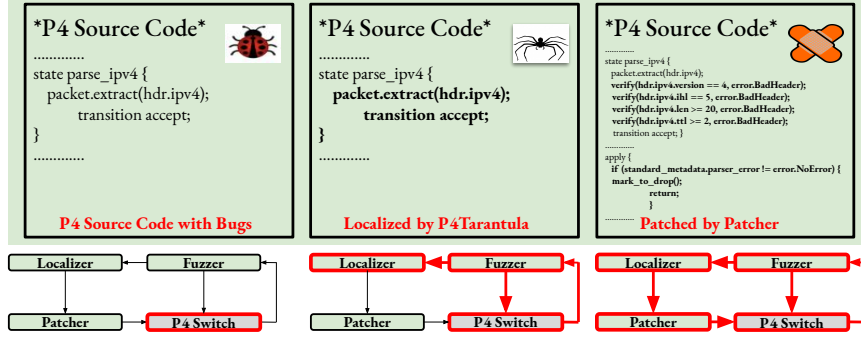 *P4 Source Code*
.............
state parse_ipv4 {
packet.extract(hdr.ipv4);
transition accept;
}
.............
P4 Source Code with Bugs
*P4 Source Code*
.............
state parse_ipv4 {
packet.extract(hdr.ipv4);
transition accept;
}
.............
Localized by P4Tarantula
*P4 Source Code*
.............
state parse_ipv4 {
packet.extract(hdr.ipv4);
verify(hdr.ipv4.version == 4, error.BadHeader);
verify(hdr.ipv4.ihl == 5, error.BadHeader);
verify(hdr.ipv4.len >= 20, error.BadHeader);
verify(hdr.ipv4.ttl >= 2, error.BadHeader);
transition accept; }
.............
apply {
if (standard_metadata.parser_error != error.NoError) {
mark_to_drop();
return;
}
.............
Patched by Patcher
Localizer
Fuzzer
Patcher
P4 Switch
Localizer
Fuzzer
Patcher
P4 Switch
Localizer
Fuzzer
Patcher
P4 Switch